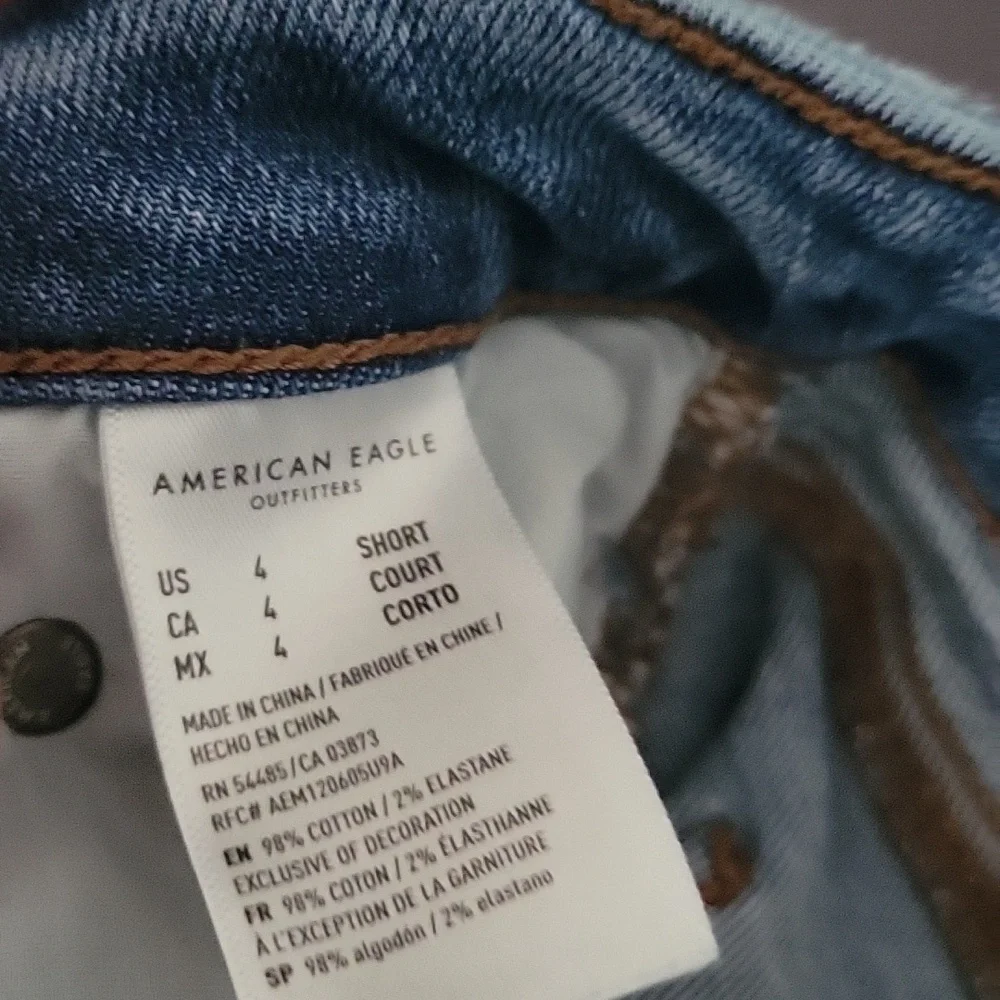 AMERICAN EAGLE
OUTFITTERS
US 4 SHORT
CA 4 COURT
MX 4 CORTO
MADE IN CHINA / FABRIQUÉ EN CHINE /
HECHO EN CHINA
RN 54485/CA 03873
RFC# AEM120605U9A
EN 98% COTTON / 2% ELASTANE
EXCLUSIVE OF DECORATION
FR 98% COTON / 2% ÉLASTHANNE
À L'EXCEPTION DE LA GARNITURE
SP 98% algodón / 2% elastano